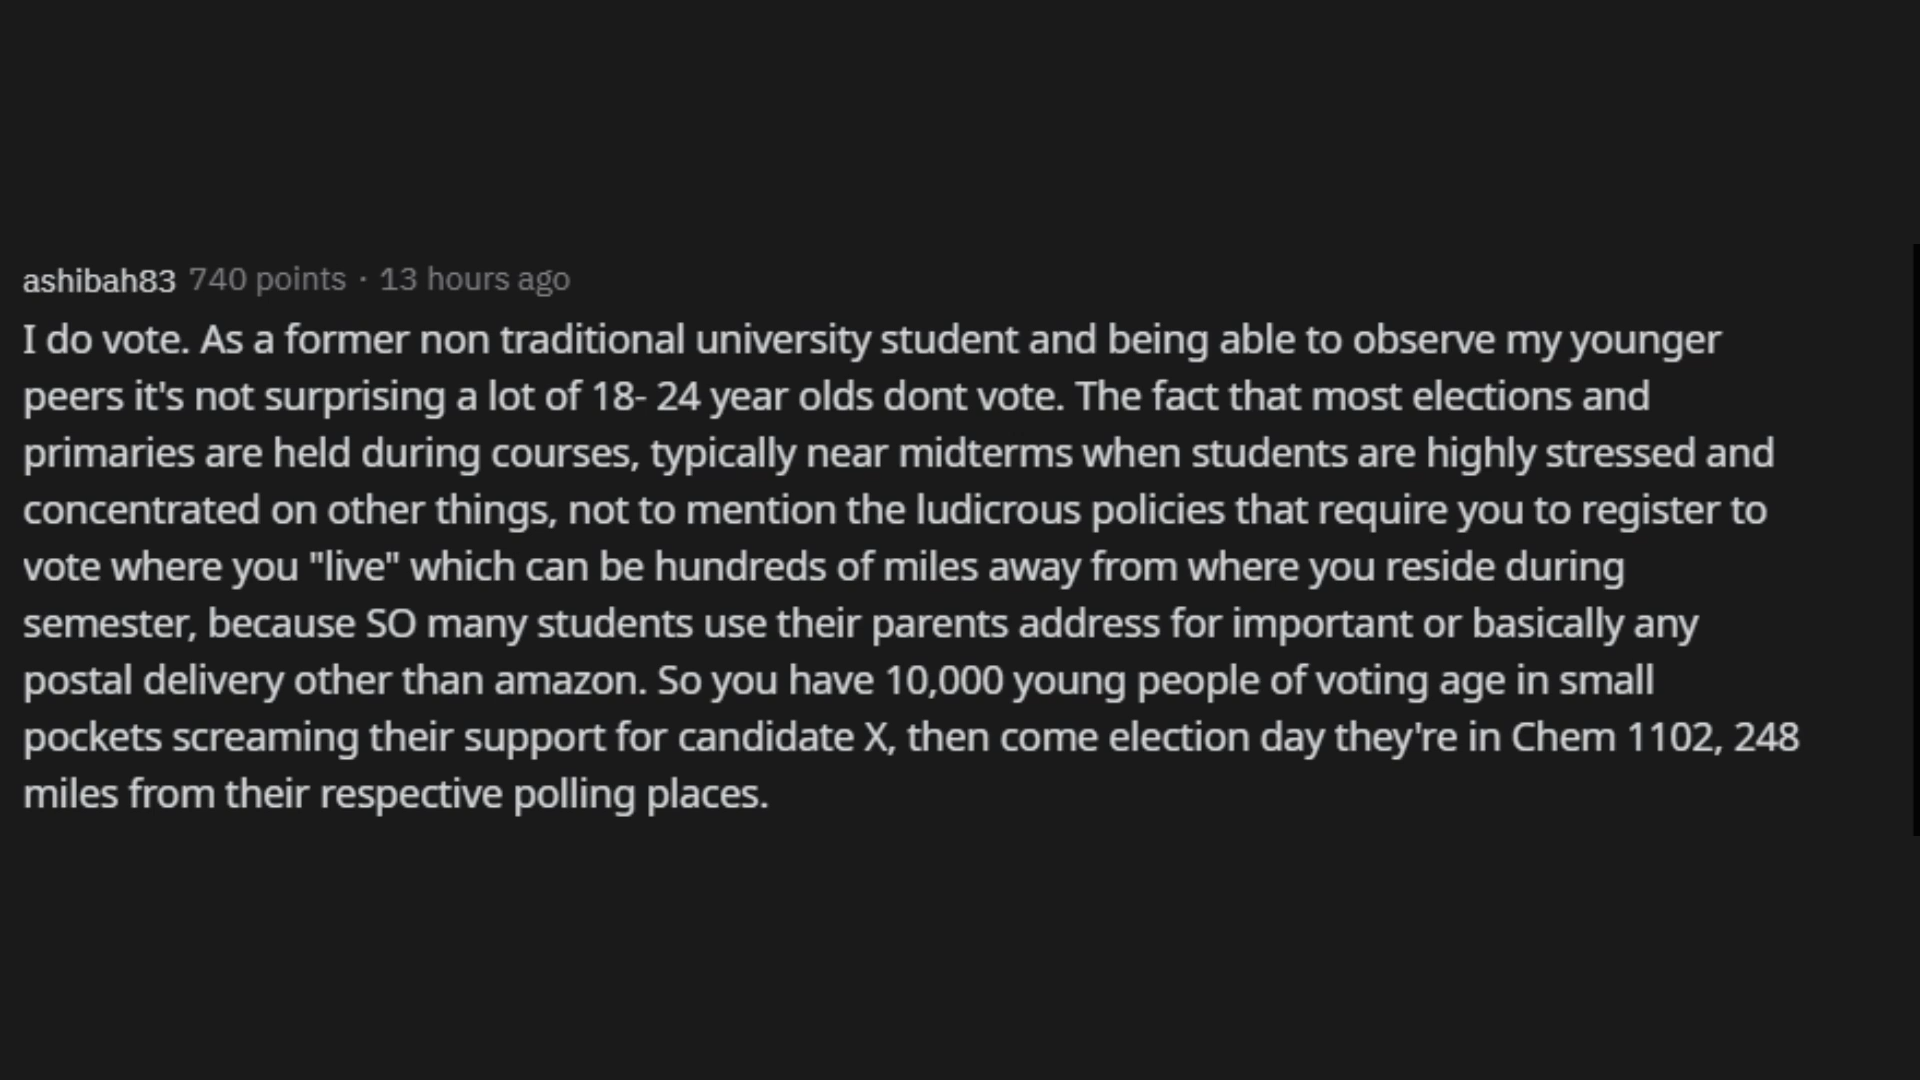 ashibah83 740 points · 13 hours ago
I do vote. As a former non traditional university student and being able to observe my younger
peers it's not surprising a lot of 18- 24 year olds dont vote. The fact that most elections and
primaries are held during courses, typically near midterms when students are highly stressed and
concentrated on other things, not to mention the ludicrous policies that require you to register to
vote where you "live" which can be hundreds of miles away from where you reside during
semester, because SO many students use their parents address for important or basically any
postal delivery other than amazon. So you have 10,000 young people of voting age in small
pockets screaming their support for candidate X, then come election day they're in Chem 1102, 248
miles from their respective polling places.